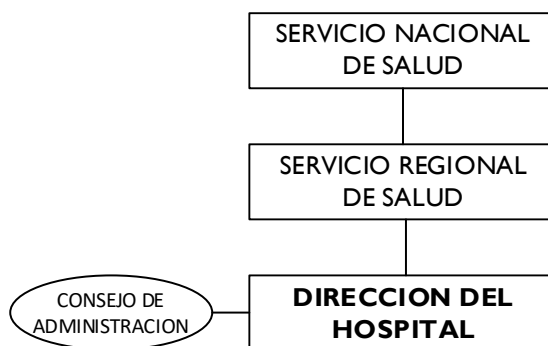 SERVICIO NACIONAL
DE SALUD
SERVICIO REGIONAL
DE SALUD
CONSEJO DE
ADMINISTRACION
DIRECCION DEL
HOSPITAL